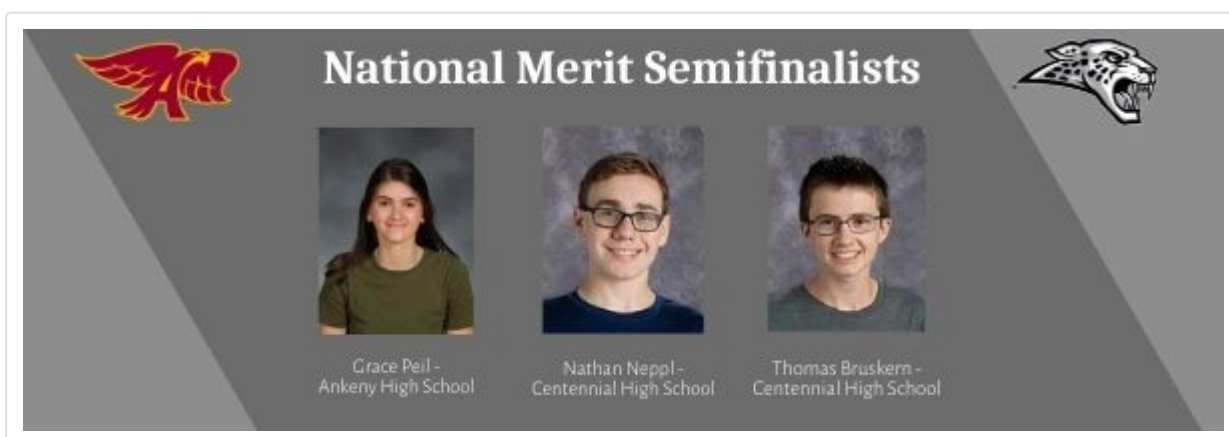 National Merit Semifinalists
Grace Peil -
Ankeny High School
Nathan Neppl -
Centennial High School
Thomas Bruskern -
Centennial High School
A